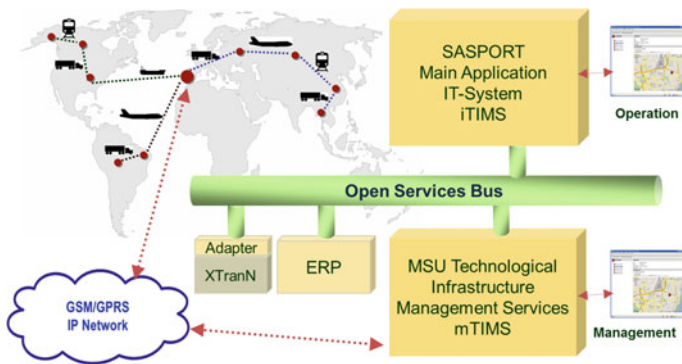 SASPORT
Main Application
IT-System
iTIMS
Operation
Open Services Bus
Adapter
XTranN
ERP
MSU Technological
Infrastructure
Management Services
mTIMS
Management
GSM/GPRS
IP Network